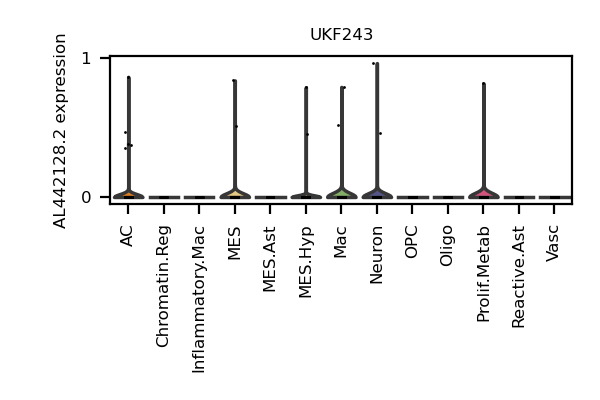 UKF243
AL442128.2 expression
1
0
AC
Chromatin.Reg
Inflammatory.Mac
MES
MES.Ast
MES.Hyp
Mac
Neuron
OPC
Oligo
Prolif.Metab
Reactive.Ast
Vasc